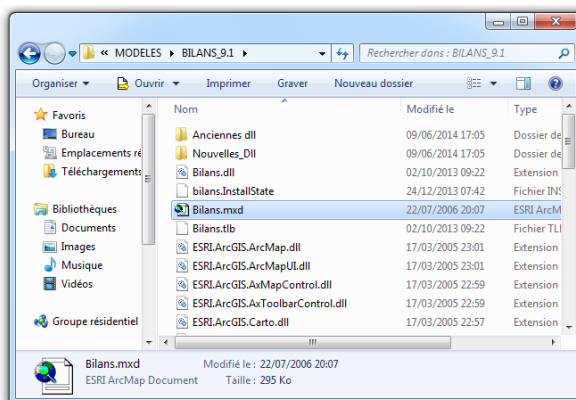 « MODELES ▸ BILANS_9.1 ▸
Rechercher dans : BILANS_9.1
Organiser ▾ Ouvrir ▾ Imprimer Graver Nouveau dossier
Nom Modifié le Type
Favoris
Bureau
Emplacements ré
Téléchargements
Bibliothèques
Documents
Images
Musique
Vidéos
Groupe résidentiel
Anciennes dll 09/06/2014 17:05 Dossier de
Nouvelles_Dll 09/06/2014 17:05 Dossier de
Bilans.dll 02/10/2013 09:22 Extension
bilans.InstallState 24/12/2013 07:42 Fichier INS
Bilans.mxd 22/07/2006 20:07 ESRI ArcM
Bilans.tlb 02/10/2013 09:22 Fichier TLI
ESRI.ArcGIS.ArcMap.dll 17/03/2005 23:01 Extension
ESRI.ArcGIS.ArcMapUI.dll 17/03/2005 23:01 Extension
ESRI.ArcGIS.AxMapControl.dll 17/03/2005 22:59 Extension
ESRI.ArcGIS.AxToolbarControl.dll 17/03/2005 22:59 Extension
ESRI.ArcGIS.Carto.dll 17/03/2005 22:57 Extension
Bilans.mxd Modifié le : 22/07/2006 20:07
ESRI ArcMap Document Taille : 295 Ko